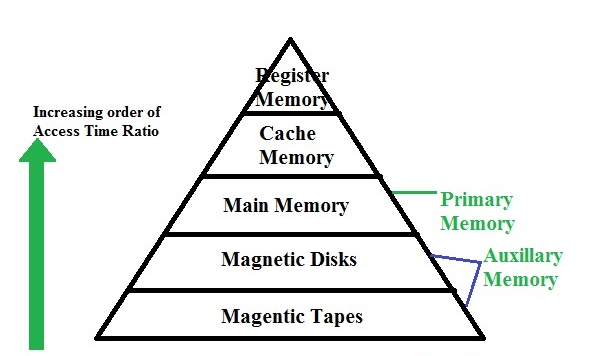 Register
Memory
Increasing order of
Access Time Ratio
Cache
Memory
Main Memory
Primary
Memory
Magnetic Disks
Auxillary
Memory
Magentic Tapes